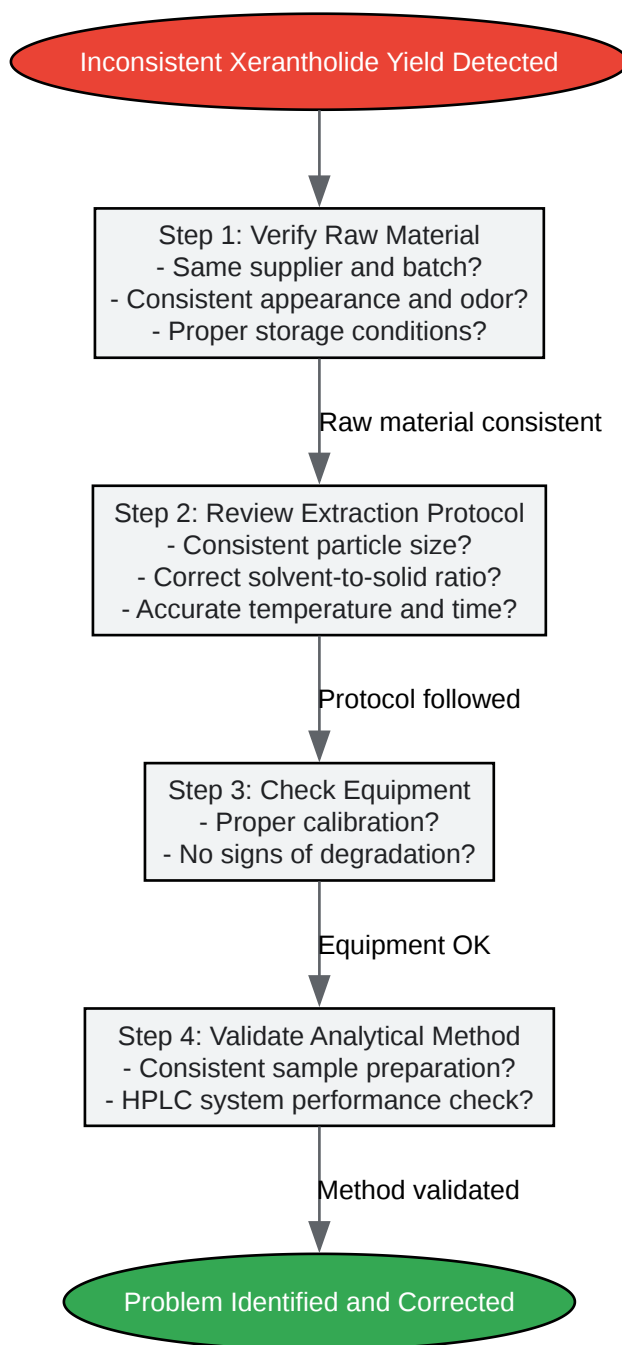 Inconsistent Xerantholide Yield Detected
Step 1: Verify Raw Material
- Same supplier and batch?
- Consistent appearance and odor?
- Proper storage conditions?
Raw material consistent
Step 2: Review Extraction Protocol
- Consistent particle size?
- Correct solvent-to-solid ratio?
- Accurate temperature and time?
Protocol followed
Step 3: Check Equipment
- Proper calibration?
- No signs of degradation?
Equipment OK
Step 4: Validate Analytical Method
- Consistent sample preparation?
- HPLC system performance check?
Method validated
Problem Identified and Corrected